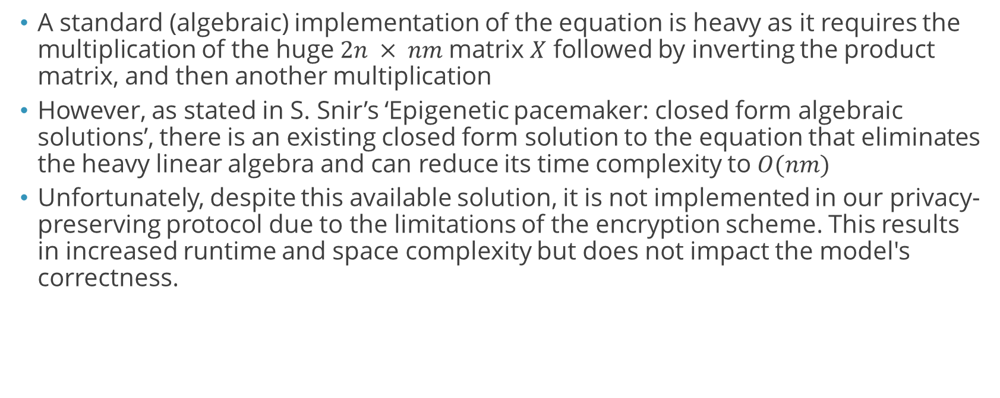 • A standard (algebraic) implementation of the equation is heavy as it requires the
multiplication of the huge 2n × nm matrix X followed by inverting the product
matrix, and then another multiplication
• However, as stated in S. Snir’s ‘Epigenetic pacemaker: closed form algebraic
solutions’, there is an existing closed form solution to the equation that eliminates
the heavy linear algebra and can reduce its time complexity to O(nm)
• Unfortunately, despite this available solution, it is not implemented in our privacy-
preserving protocol due to the limitations of the encryption scheme. This results
in increased runtime and space complexity but does not impact the model's
correctness.